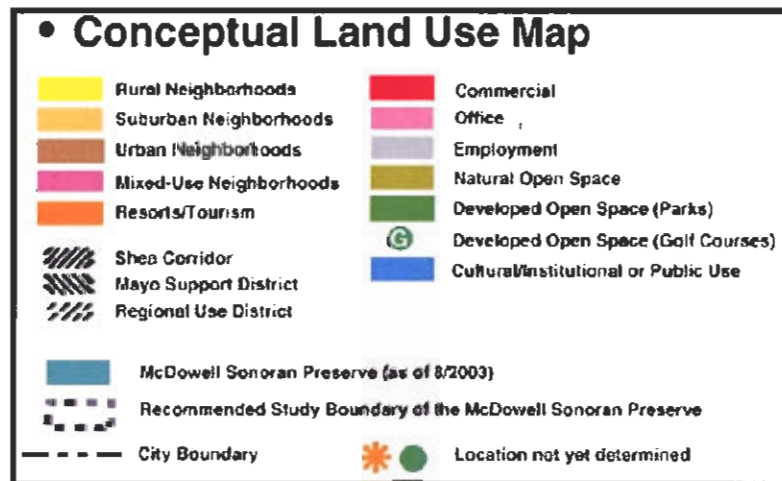 • Conceptual Land Use Map
Rural Neighborhoods
Suburban Neighborhoods
Urban Neighborhoods
Mixed-Use Neighborhoods
Resorts/Tourism
Shea Corridor
Mayo Support District
Regional Use District
Commercial
Office
Employment
Natural Open Space
Developed Open Space (Parks)
G Developed Open Space (Golf Courses)
Cultural/Institutional or Public Use
McDowell Sonoran Preserve (as of 8/2003)
Recommended Study Boundary of the McDowell Sonoran Preserve
City Boundary
Location not yet determined